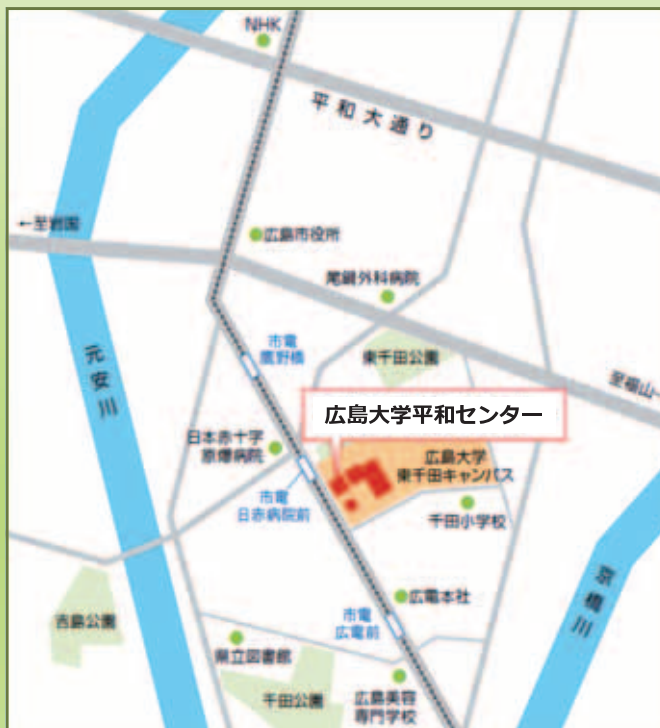 NHK
平和大通り
←至岩国
広島市役所
尾鍋外科病院
市電
鷹野橋
東千田公園
元安川
至福山→
広島大学平和センター
日本赤十字
原爆病院
広島大学
東千田キャンパス
市電
日赤病院前
千田小学校
京橋川
広電本社
吉島公園
市電
広電前
県立図書館
千田公園
広島美容
専門学校